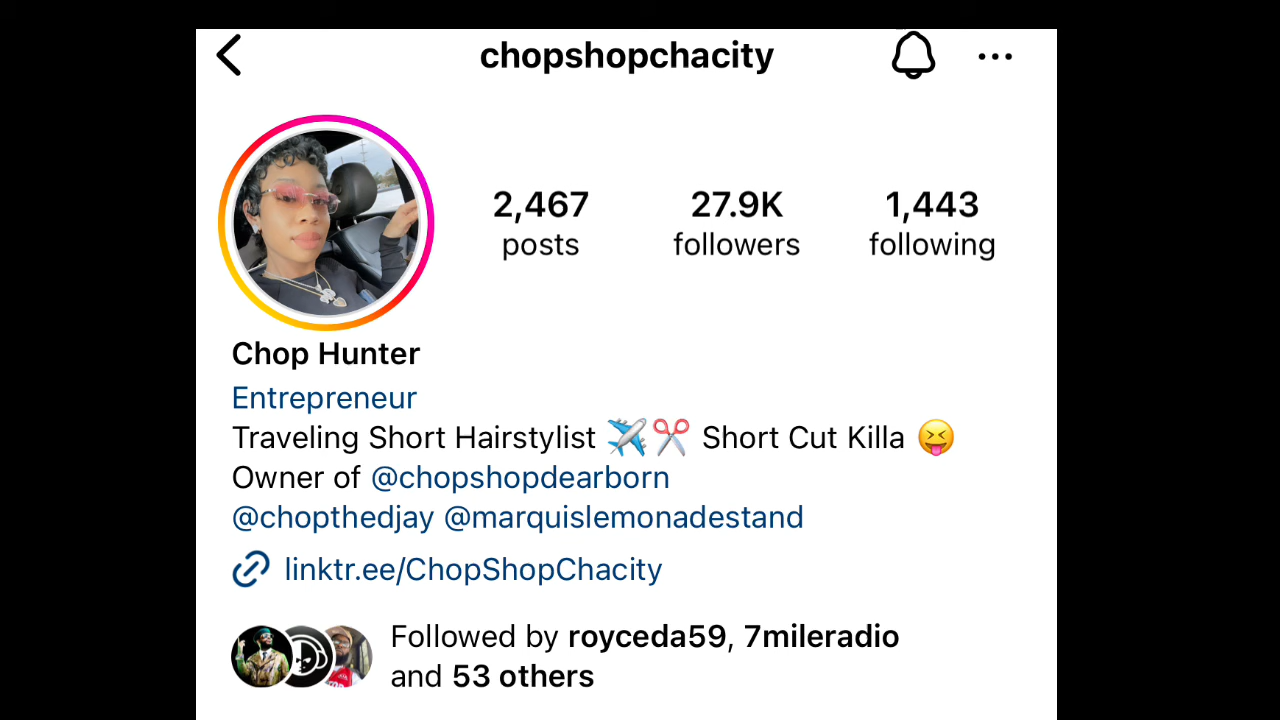 chopshopchacity
2,467 27.9K 1,443
posts followers following
Chop Hunter
Entrepreneur
Traveling Short Hairstylist ✈️✂️ Short Cut Killa 😝
Owner of @chopshopdearborn
@chopthedjay @marquislemonadestand
linktr.ee/ChopShopChacity
Followed by royceda59, 7mileradio
and 53 others